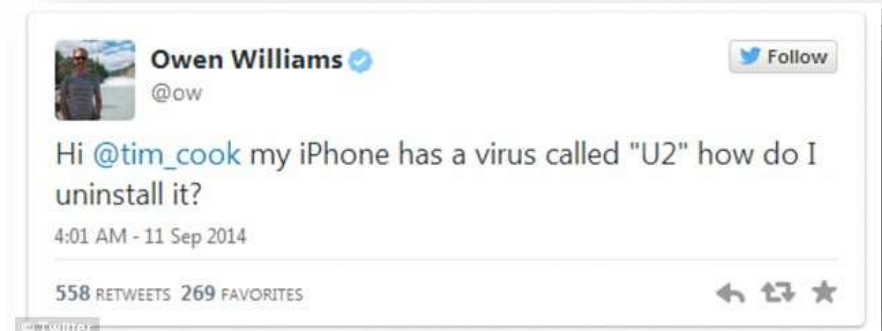 Owen Williams
Follow
@ow
Hi @tim_cook my iPhone has a virus called "U2" how do I
uninstall it?
4:01 AM - 11 Sep 2014
558 RETWEETS 269 FAVORITES
© Twitter